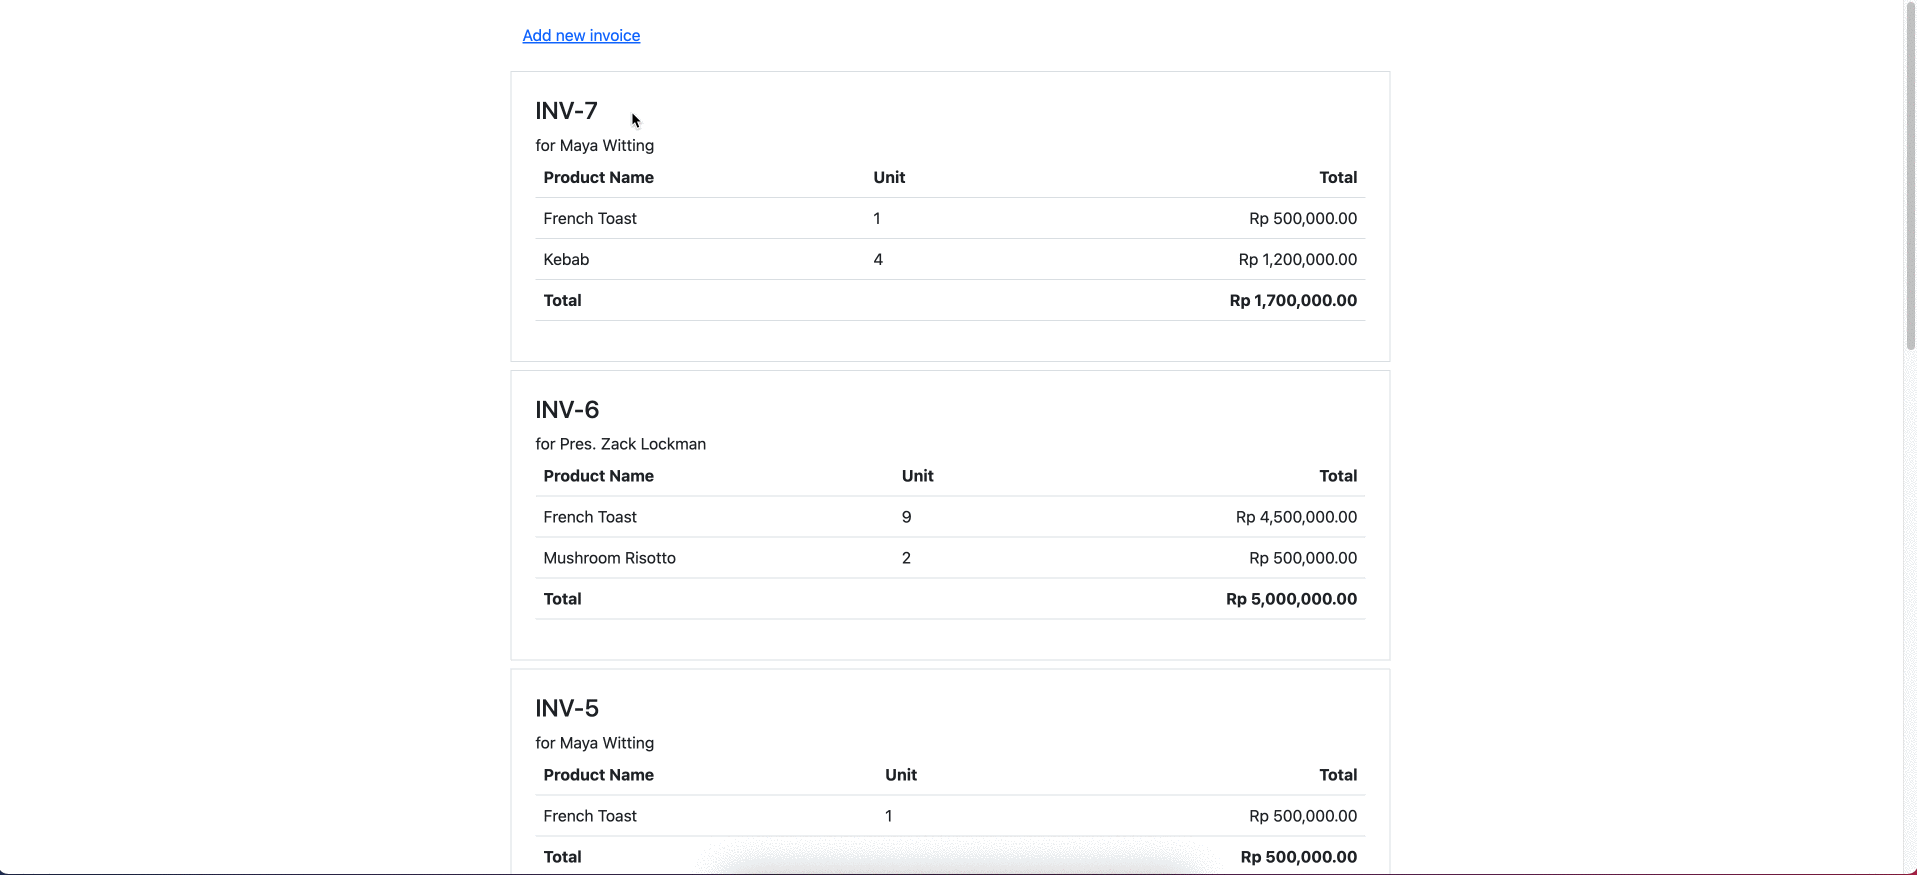 Add new invoice
INV-7
for Maya Witting
Product Name Unit Total
French Toast 1 Rp 500,000.00
Kebab 4 Rp 1,200,000.00
Total Rp 1,700,000.00
INV-6
for Pres. Zack Lockman
Product Name Unit Total
French Toast 9 Rp 4,500,000.00
Mushroom Risotto 2 Rp 500,000.00
Total Rp 5,000,000.00
INV-5
for Maya Witting
Product Name Unit Total
French Toast 1 Rp 500,000.00
Total Rp 500,000.00